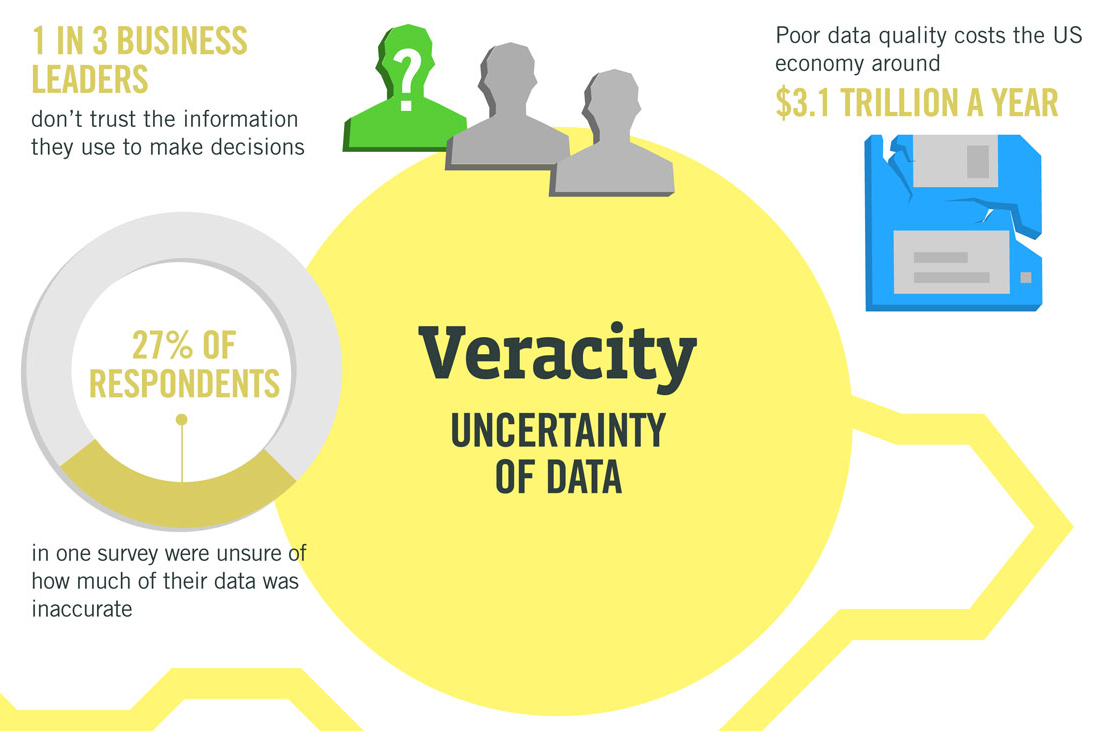 1 IN 3 BUSINESS
LEADERS
don’t trust the information
they use to make decisions
?
Poor data quality costs the US
economy around
$3.1 TRILLION A YEAR
27% OF
RESPONDENTS
in one survey were unsure of
how much of their data was
inaccurate
Veracity
UNCERTAINTY
OF DATA